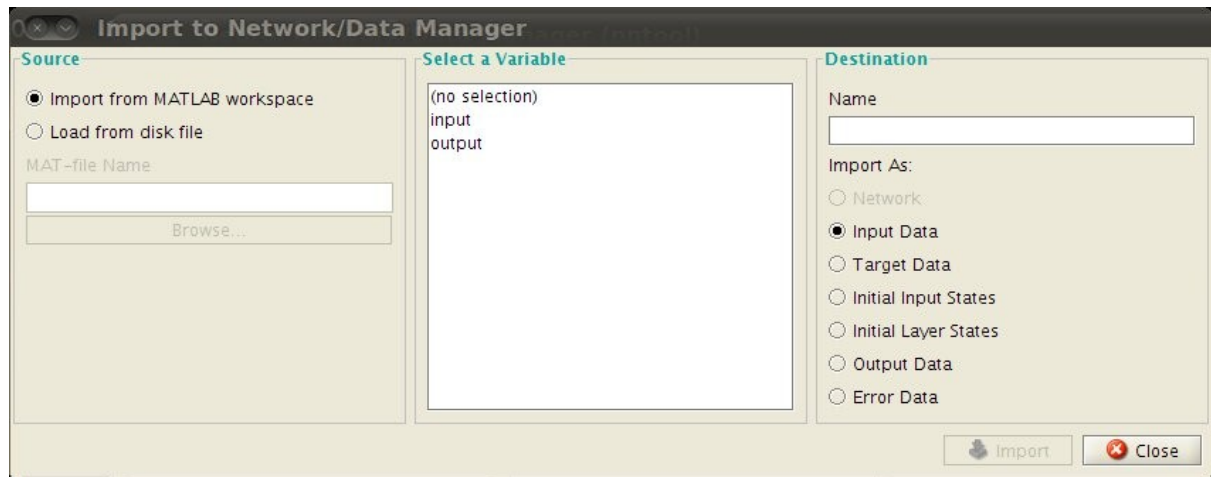 Import to Network/Data Manager
Source
Import from MATLAB workspace
Load from disk file
MAT-file Name
Browse...
Select a Variable
(no selection)
input
output
Destination
Name
Import As:
Network
Input Data
Target Data
Initial Input States
Initial Layer States
Output Data
Error Data
Import
Close